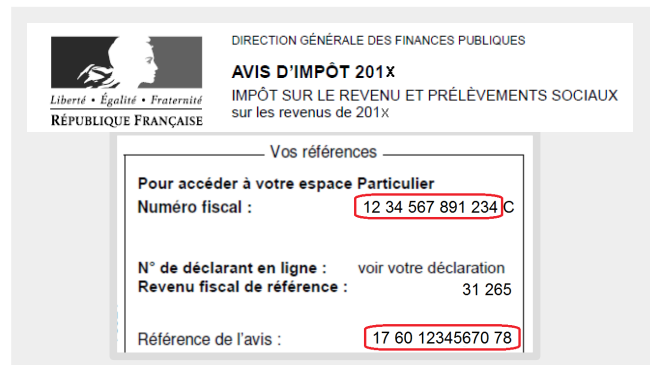 DIRECTION GÉNÉRALE DES FINANCES PUBLIQUES
AVIS D'IMPÔT 201X
IMPÔT SUR LE REVENU ET PRÉLÈVEMENTS SOCIAUX
sur les revenus de 201X
Liberté • Égalité • Fraternité
RÉPUBLIQUE FRANÇAISE
Vos références
Pour accéder à votre espace Particulier
Numéro fiscal : 12 34 567 891 234 C
N° de déclarant en ligne : voir votre déclaration
Revenu fiscal de référence : 31 265
Référence de l'avis : 17 60 12345670 78